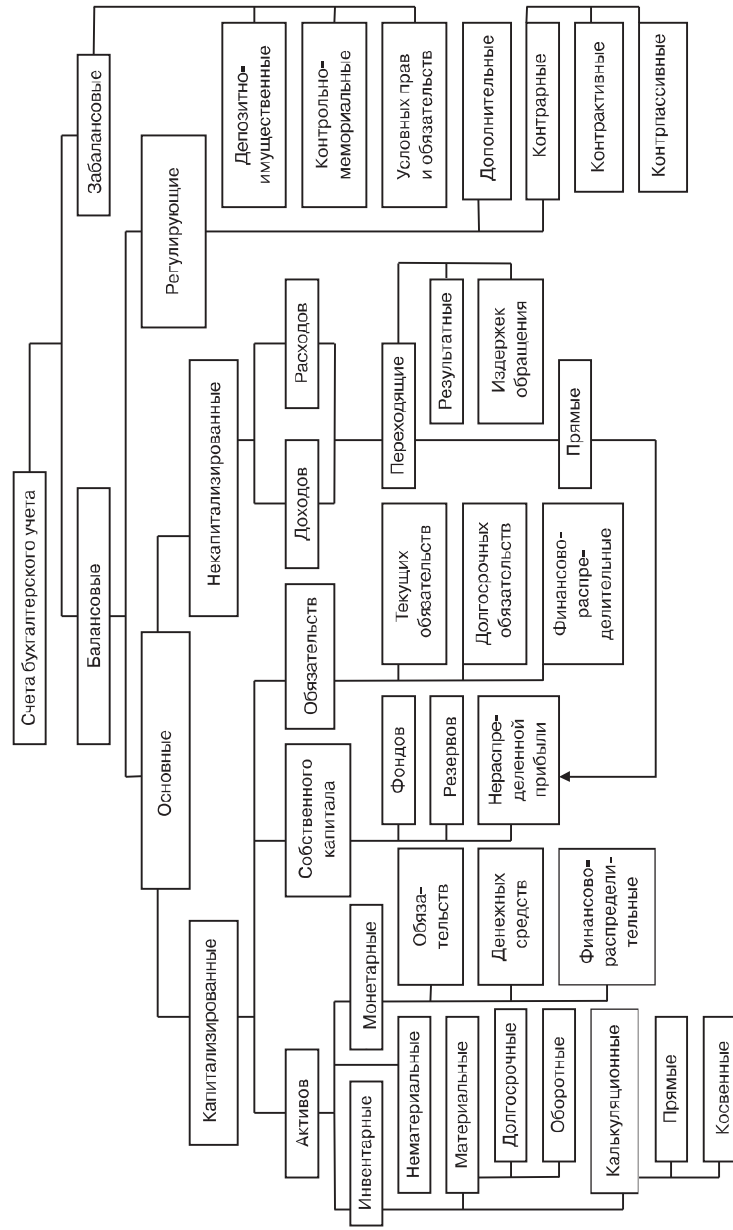 Счета бухгалтерского учета
Балансовые
Забалансовые
Основные
Регулирующие
Капитализированные
Некапитализированные
Депозитно-
имущественные
Контрольно-
мемориальные
Условных прав
и обязательств
Дополнительные
Контрарные
Контрактивные
Контрпассивные
Активов
Собственного
капитала
Обязательств
Доходов
Расходов
Инвентарные
Монетарные
Нематериальные
Материальные
Долгосрочные
Оборотные
Калькуляционные
Прямые
Косвенные
Обяза-
тельств
Денежных
средств
Финансово-
распредели-
тельные
Фондов
Резервов
Нераспре-
деленной
прибыли
Текущих
обязательств
Долгосрочных
обязательств
Финансово-
распре-
делительные
Переходящие
Результатные
Издержек
обращения
Прямые